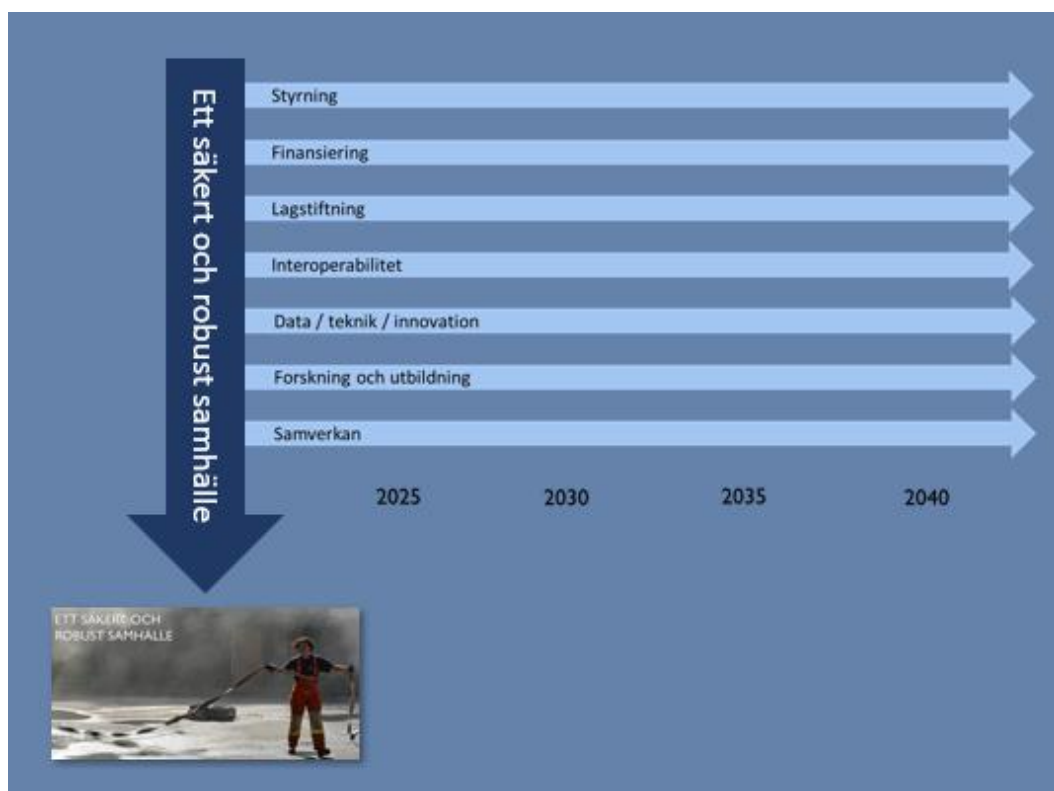 Ett säkert och robust samhälle
Styrning
Finansiering
Lagstiftning
Interoperabilitet
Data / teknik / innovation
Forskning och utbildning
Samverkan
2025 2030 2035 2040
ETT SÄKERT OCH
ROBUST SAMHÄLLE